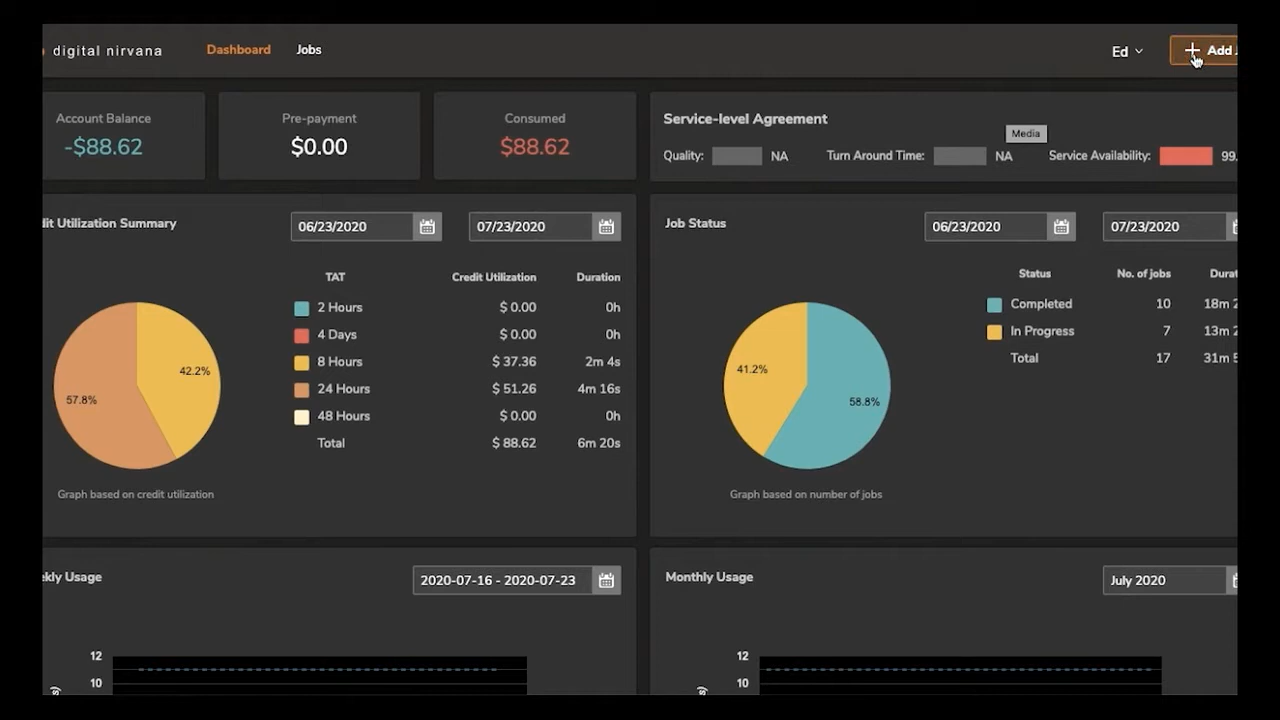 digital nirvana
Dashboard
Jobs
Ed
Add
Account Balance
-$88.62
Pre-payment
$0.00
Consumed
$88.62
Service-level Agreement
Media
Quality: NA
Turn Around Time: NA
Service Availability: 99.
Utilization Summary
06/23/2020
07/23/2020
TAT Credit Utilization Duration
2 Hours $ 0.00 0h
4 Days $ 0.00 0h
8 Hours $ 37.36 2m 4s
24 Hours $ 51.26 4m 16s
48 Hours $ 0.00 0h
Total $ 88.62 6m 20s
42.2%
57.8%
Graph based on credit utilization
Job Status
06/23/2020
07/23/2020
Status No. of jobs
Completed 10 18m
In Progress 7 13m
Total 17 31m
41.2%
58.8%
Graph based on number of jobs
Usage
2020-07-16 - 2020-07-23
12
10
Monthly Usage
July 2020
12
10